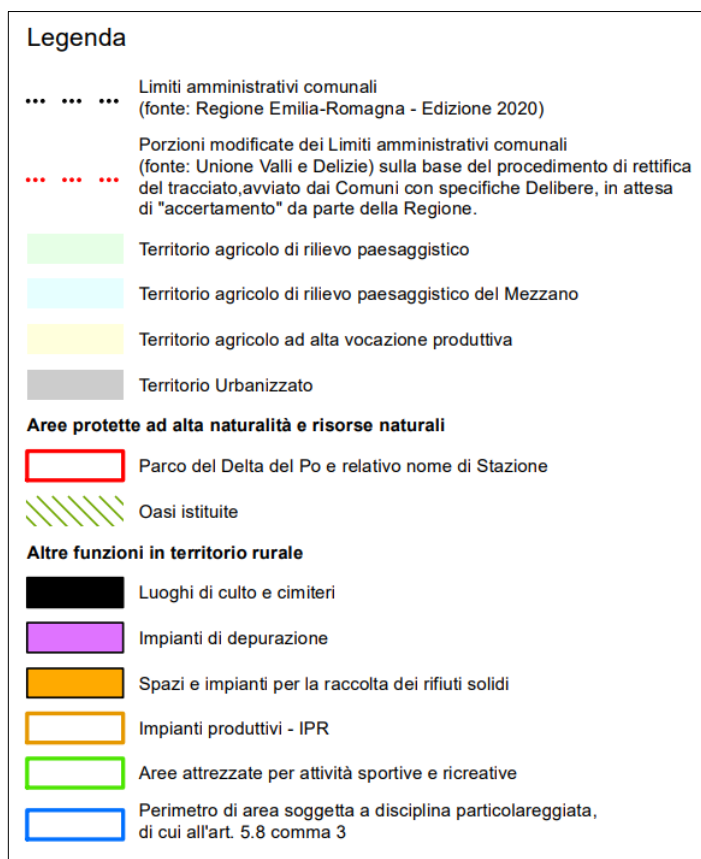 Legenda
Limiti amministrativi comunali
(fonte: Regione Emilia-Romagna - Edizione 2020)
Porzioni modificate dei Limiti amministrativi comunali
(fonte: Unione Valli e Delizie) sulla base del procedimento di rettifica
del tracciato,avviato dai Comuni con specifiche Delibere, in attesa
di "accertamento" da parte della Regione.
Territorio agricolo di rilievo paesaggistico
Territorio agricolo di rilievo paesaggistico del Mezzano
Territorio agricolo ad alta vocazione produttiva
Territorio Urbanizzato
Aree protette ad alta naturalità e risorse naturali
Parco del Delta del Po e relativo nome di Stazione
Oasi istituite
Altre funzioni in territorio rurale
Luoghi di culto e cimiteri
Impianti di depurazione
Spazi e impianti per la raccolta dei rifiuti solidi
Impianti produttivi - IPR
Aree attrezzate per attività sportive e ricreative
Perimetro di area soggetta a disciplina particolareggiata,
di cui all'art. 5.8 comma 3